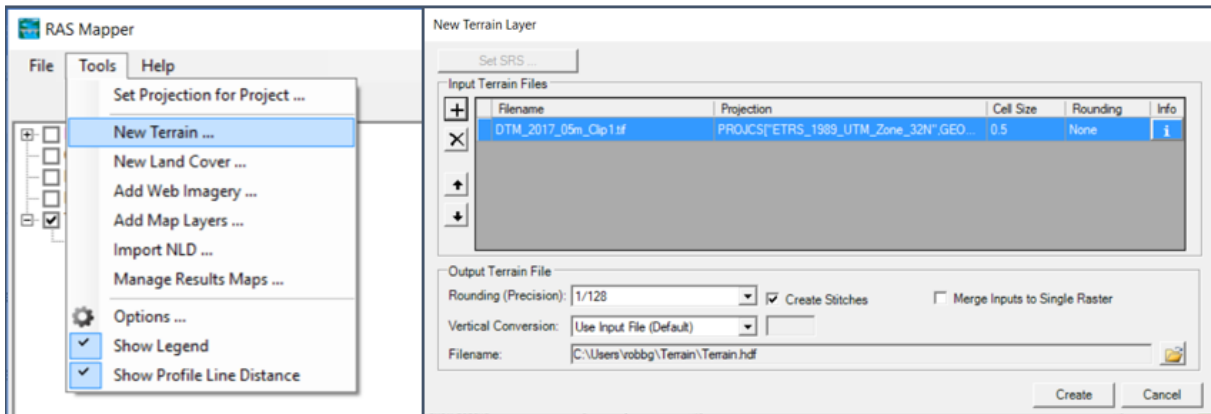 RAS Mapper
File Tools Help
Set Projection for Project ...
New Terrain ...
New Land Cover ...
Add Web Imagery ...
Add Map Layers ...
Import NLD ...
Manage Results Maps ...
Options ...
Show Legend
Show Profile Line Distance
New Terrain Layer
Set SRS ...
Input Terrain Files
Filename Projection Cell Size Rounding Info
DTM_2017_05m_Clip1.tif PROJCS["ETRS_1989_UTM_Zone_32N",GEO... 0.5 None i
Output Terrain File
Rounding (Precision): 1/128 Create Stitches Merge Inputs to Single Raster
Vertical Conversion: Use Input File (Default)
Filename: C:\Users\robbg\Terrain\Terrain.hdf
Create Cancel